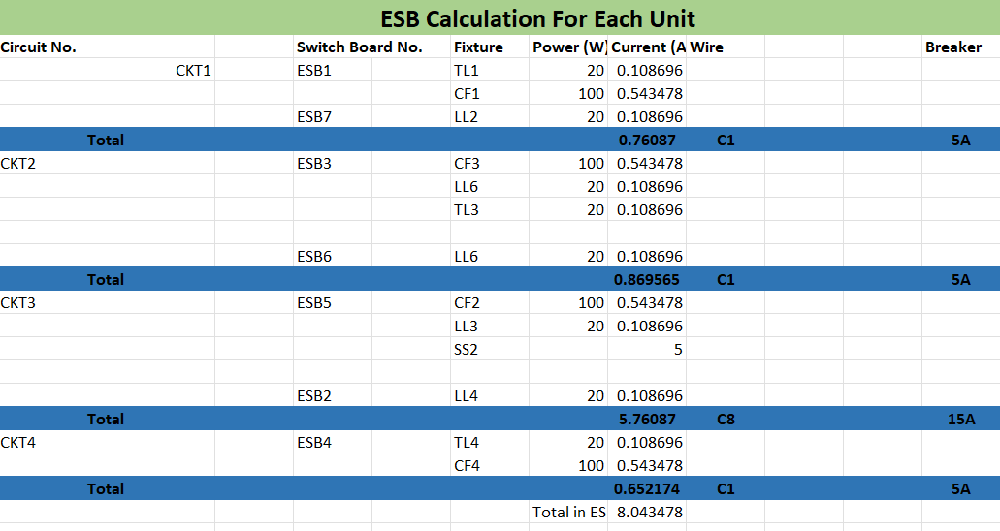 ESB Calculation For Each Unit
Circuit No. Switch Board No. Fixture Power (W) Current (A Wire Breaker
CKT1 ESB1 TL1 20 0.108696
CF1 100 0.543478
ESB7 LL2 20 0.108696
Total 0.76087 C1 5A
CKT2 ESB3 CF3 100 0.543478
LL6 20 0.108696
TL3 20 0.108696
ESB6 LL6 20 0.108696
Total 0.869565 C1 5A
CKT3 ESB5 CF2 100 0.543478
LL3 20 0.108696
SS2 5
ESB2 LL4 20 0.108696
Total 5.76087 C8 15A
CKT4 ESB4 TL4 20 0.108696
CF4 100 0.543478
Total 0.652174 C1 5A
Total in ES 8.043478